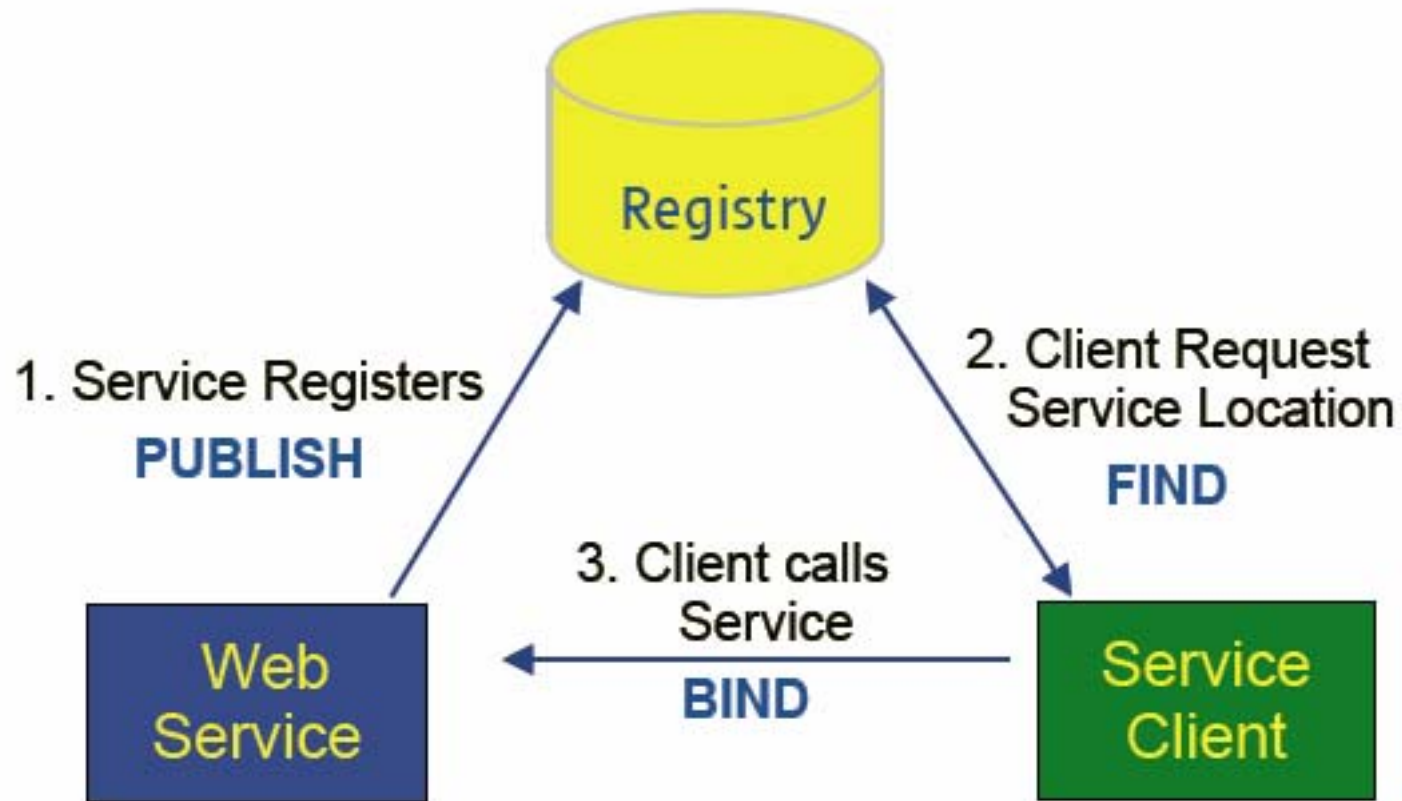 Registry
1. Service Registers
PUBLISH
2. Client Request
Service Location
FIND
3. Client calls
Service
BIND
Web
Service
Service
Client